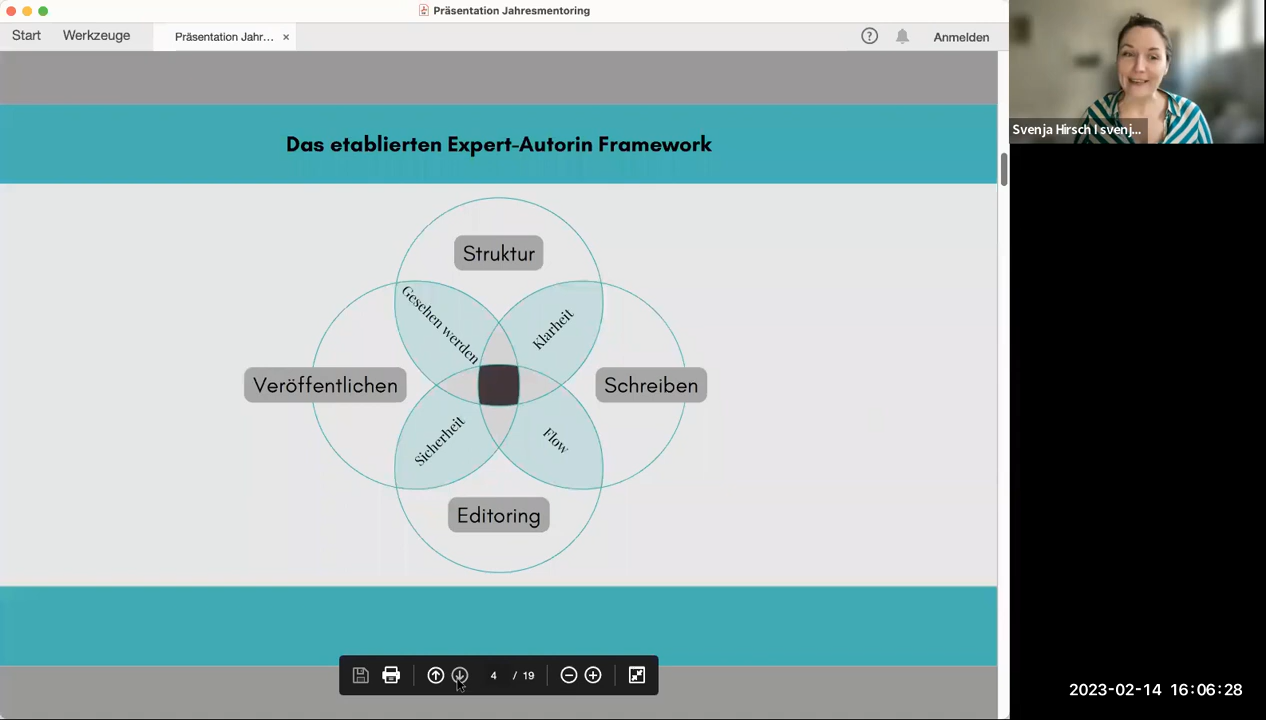 Präsentation Jahresmentoring
Start Werkzeuge Präsentation Jahr... × ? Anmelden
Svenja Hirsch I svenj...
Das etablierten Expert-Autorin Framework
Struktur
Gesehen werden
Klarheit
Veröffentlichen
Schreiben
Sicherheit
Flow
Editoring
4 / 19
2023-02-14 16:06:28